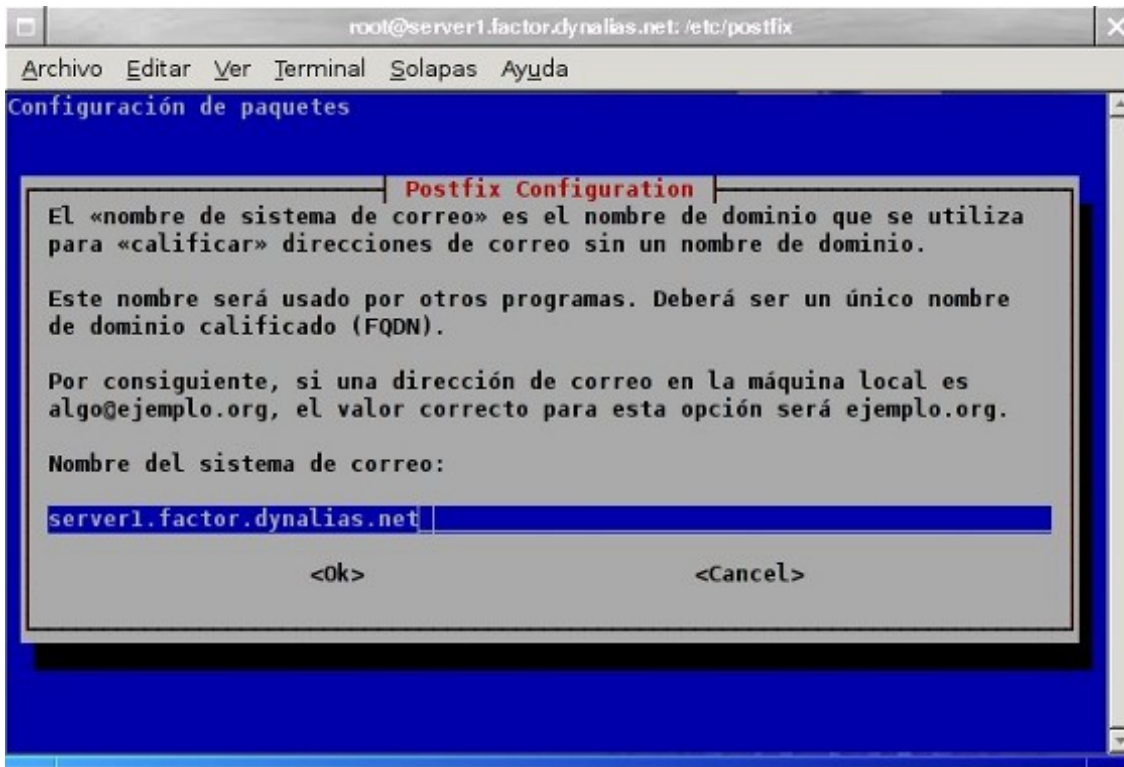 root@server1.factor.dynalias.net: /etc/postfix
Archivo Editar Ver Terminal Solapas Ayuda
Configuración de paquetes
Postfix Configuration
El «nombre de sistema de correo» es el nombre de dominio que se utiliza
para «calificar» direcciones de correo sin un nombre de dominio.
Este nombre será usado por otros programas. Deberá ser un único nombre
de dominio calificado (FQDN).
Por consiguiente, si una dirección de correo en la máquina local es
algo@ejemplo.org, el valor correcto para esta opción será ejemplo.org.
Nombre del sistema de correo:
server1.factor.dynalias.net
<Ok> <Cancel>